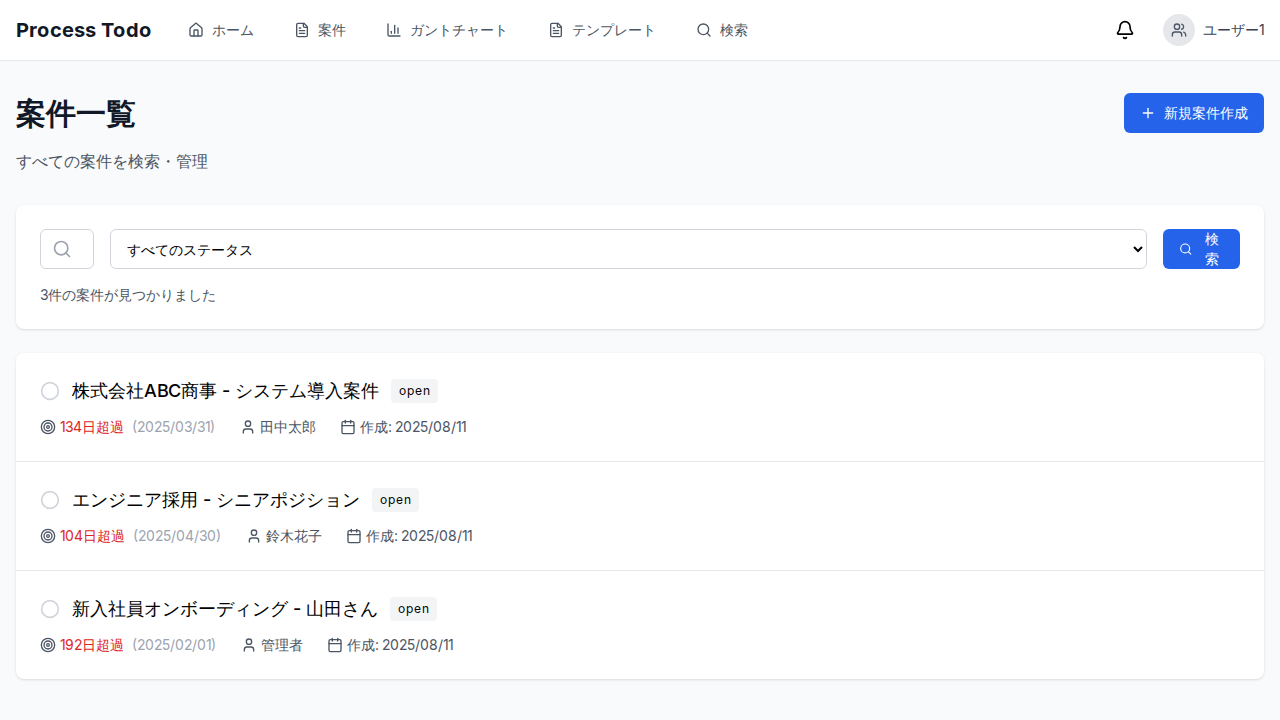 Process Todo ホーム 案件 ガントチャート テンプレート 検索 ユーザー1
案件一覧 新規案件作成
すべての案件を検索・管理
すべてのステータス 検索
3件の案件が見つかりました
株式会社ABC商事 - システム導入案件 open
134日超過 (2025/03/31) 田中太郎 作成: 2025/08/11
エンジニア採用 - シニアポジション open
104日超過 (2025/04/30) 鈴木花子 作成: 2025/08/11
新入社員オンボーディング - 山田さん open
192日超過 (2025/02/01) 管理者 作成: 2025/08/11